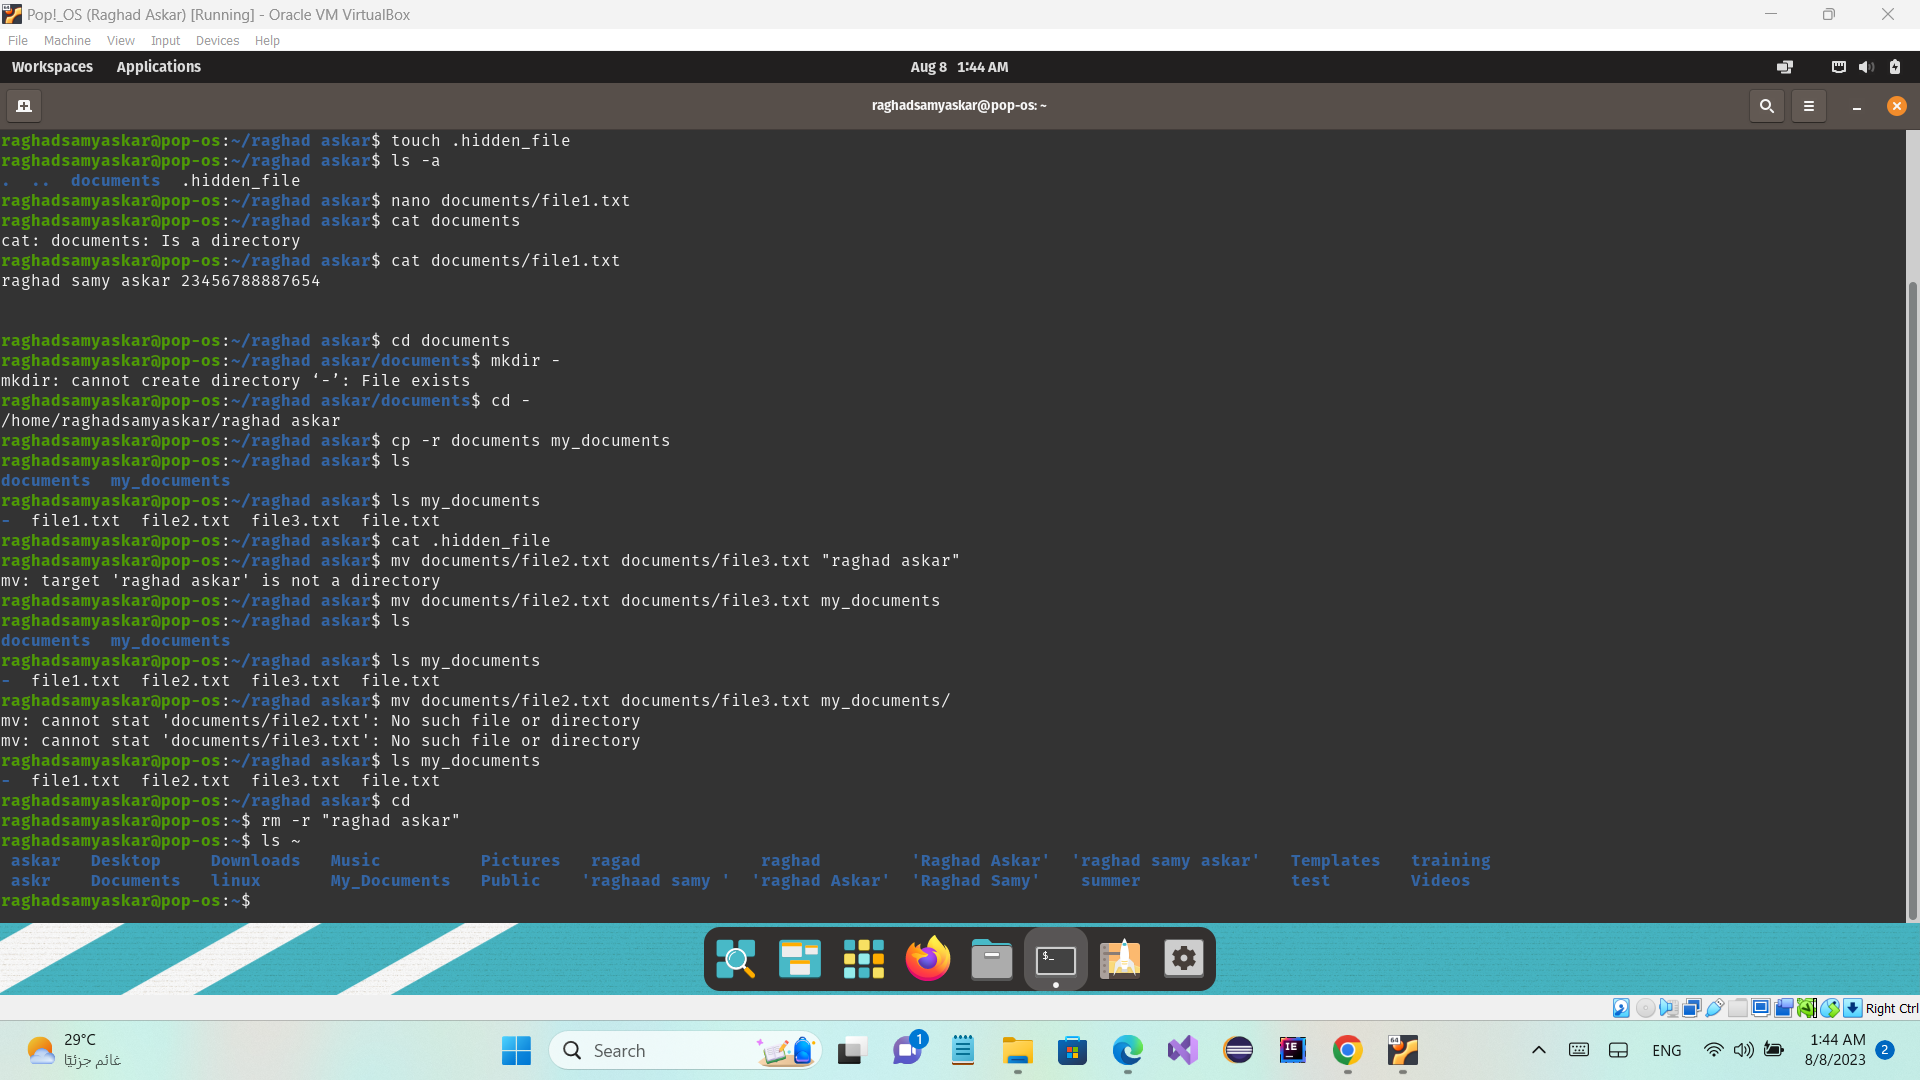 Pop!_OS (Raghad Askar) [Running] - Oracle VM VirtualBox
File Machine View Input Devices Help
Workspaces Applications Aug 8 1:44 AM
raghadsamyaskar@pop-os: ~
raghadsamyaskar@pop-os:~/raghad askar$ touch .hidden_file
raghadsamyaskar@pop-os:~/raghad askar$ ls -a
. .. documents .hidden_file
raghadsamyaskar@pop-os:~/raghad askar$ nano documents/file1.txt
raghadsamyaskar@pop-os:~/raghad askar$ cat documents
cat: documents: Is a directory
raghadsamyaskar@pop-os:~/raghad askar$ cat documents/file1.txt
raghad samy askar 23456788887654
raghadsamyaskar@pop-os:~/raghad askar$ cd documents
raghadsamyaskar@pop-os:~/raghad askar/documents$ mkdir -
mkdir: cannot create directory ‘-’: File exists
raghadsamyaskar@pop-os:~/raghad askar/documents$ cd -
/home/raghadsamyaskar/raghad askar
raghadsamyaskar@pop-os:~/raghad askar$ cp -r documents my_documents
raghadsamyaskar@pop-os:~/raghad askar$ ls
documents my_documents
raghadsamyaskar@pop-os:~/raghad askar$ ls my_documents
- file1.txt file2.txt file3.txt file.txt
raghadsamyaskar@pop-os:~/raghad askar$ cat .hidden_file
raghadsamyaskar@pop-os:~/raghad askar$ mv documents/file2.txt documents/file3.txt "raghad askar"
mv: target 'raghad askar' is not a directory
raghadsamyaskar@pop-os:~/raghad askar$ mv documents/file2.txt documents/file3.txt my_documents
raghadsamyaskar@pop-os:~/raghad askar$ ls
documents my_documents
raghadsamyaskar@pop-os:~/raghad askar$ ls my_documents
- file1.txt file2.txt file3.txt file.txt
raghadsamyaskar@pop-os:~/raghad askar$ mv documents/file2.txt documents/file3.txt my_documents/
mv: cannot stat 'documents/file2.txt': No such file or directory
mv: cannot stat 'documents/file3.txt': No such file or directory
raghadsamyaskar@pop-os:~/raghad askar$ ls my_documents
- file1.txt file2.txt file3.txt file.txt
raghadsamyaskar@pop-os:~/raghad askar$ cd
raghadsamyaskar@pop-os:~$ rm -r "raghad askar"
raghadsamyaskar@pop-os:~$ ls ~
askar Desktop Downloads Music Pictures ragad raghad 'Raghad Askar' 'raghad samy askar' Templates training
askr Documents linux My_Documents Public 'raghaad samy ' 'raghad Askar' 'Raghad Samy' summer test Videos
raghadsamyaskar@pop-os:~$
$_
Right Ctrl
29°C
غائم جزئيًا
Search
1
IE
64
ENG
1:44 AM
8/8/2023
2